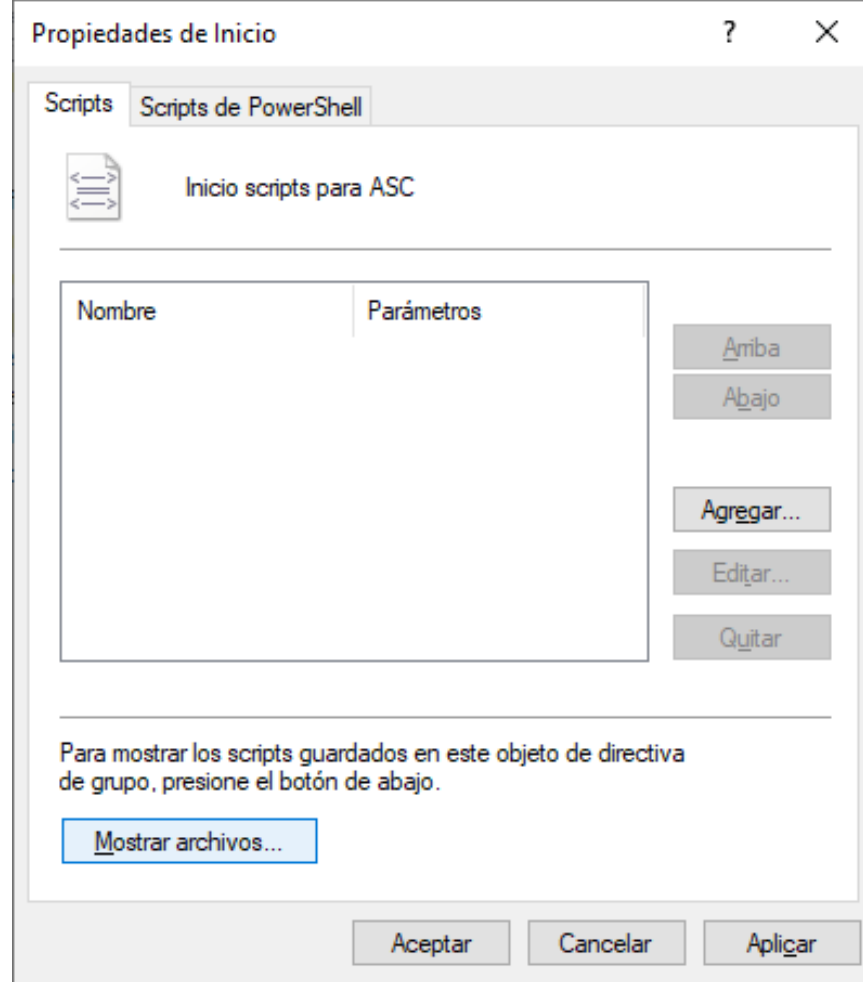 Propiedades de Inicio
Scripts
Scripts de PowerShell
Inicio scripts para ASC
Nombre
Parámetros
Arriba
Abajo
Agregar...
Editar...
Quitar
Para mostrar los scripts guardados en este objeto de directiva
de grupo, presione el botón de abajo.
Mostrar archivos...
Aceptar
Cancelar
Aplicar